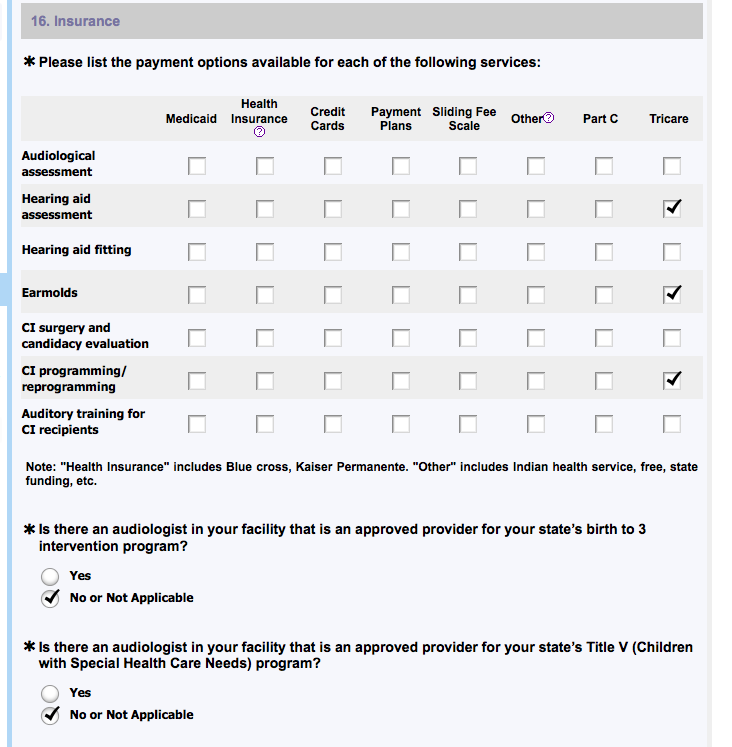 16. Insurance
* Please list the payment options available for each of the following services:
Medicaid Health Insurance ? Credit Cards Payment Plans Sliding Fee Scale Other ? Part C Tricare
Audiological
assessment
Hearing aid
assessment
Hearing aid fitting
Earmolds
CI surgery and
candidacy evaluation
CI programming/
reprogramming
Auditory training for
CI recipients
Note: "Health Insurance" includes Blue cross, Kaiser Permanente. "Other" includes Indian health service, free, state
funding, etc.
* Is there an audiologist in your facility that is an approved provider for your state's birth to 3
intervention program?
Yes
No or Not Applicable
* Is there an audiologist in your facility that is an approved provider for your state's Title V (Children
with Special Health Care Needs) program?
Yes
No or Not Applicable